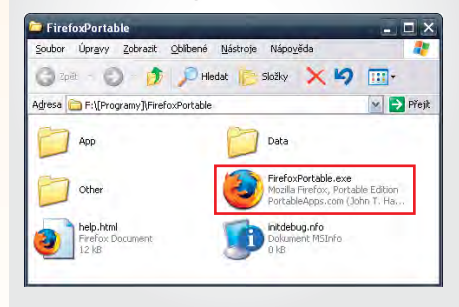 FirefoxPortable
Soubor Úpravy Zobrazit Oblíbené Nástroje Nápověda
Zpět Hledat Složky
Adresa F:\[Programy]\FirefoxPortable Přejít
App Data
Other
FirefoxPortable.exe
Mozilla Firefox, Portable Edition
PortableApps.com (John T. Ha...
help.html
Firefox Document
12 kB
initdebug.nfo
Dokument MSInfo
0 kB